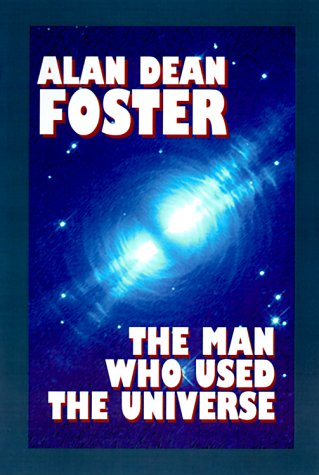 ALAN DEAN
FOSTER
THE MAN
WHO USED
THE UNIVERSE